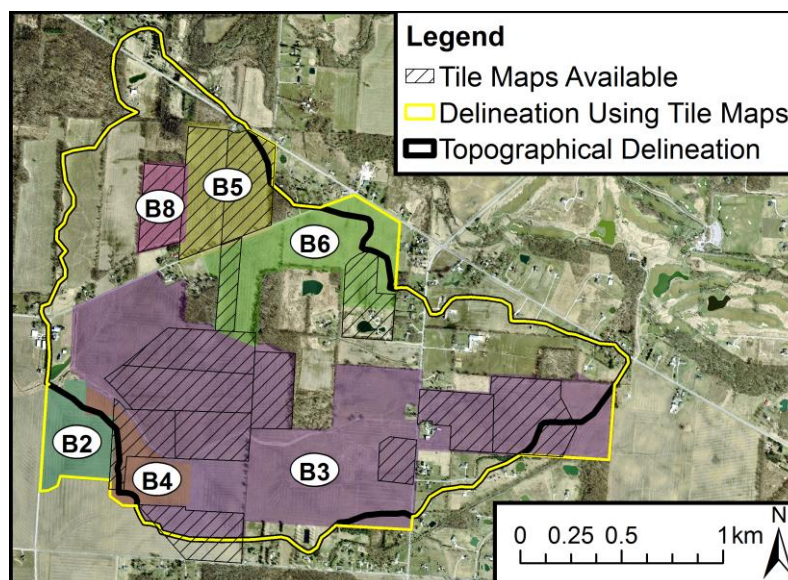 Legend
Tile Maps Available
Delineation Using Tile Maps
Topographical Delineation
B8
B5
B6
B2
B4
B3
0 0.25 0.5 1 km
N